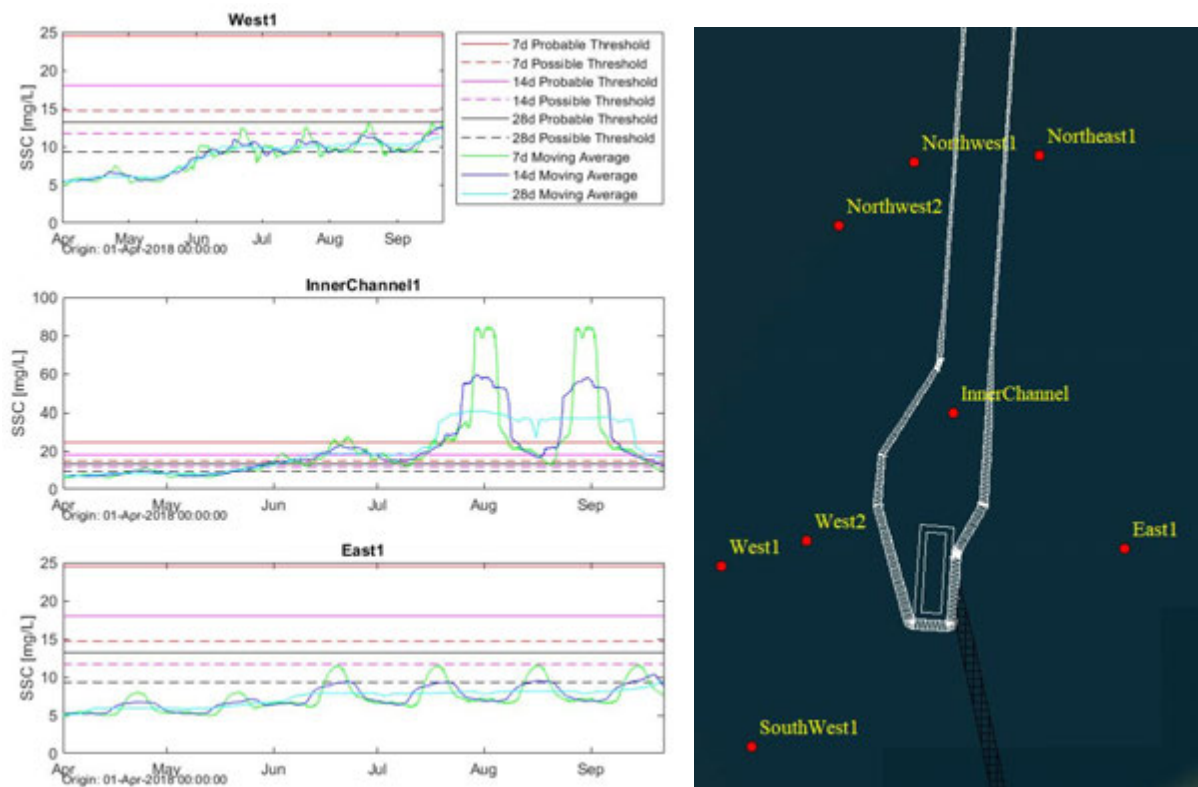 West1
25
20
15
10
5
0
SSC [mg/L]
Apr
May
Jun
Jul
Aug
Sep
Origin: 01-Apr-2018 00:00:00
7d Probable Threshold
7d Possible Threshold
14d Probable Threshold
14d Possible Threshold
28d Probable Threshold
28d Possible Threshold
7d Moving Average
14d Moving Average
28d Moving Average
InnerChannel1
100
80
60
40
20
0
SSC [mg/L]
Apr
May
Jun
Jul
Aug
Sep
Origin: 01-Apr-2018 00:00:00
East1
25
20
15
10
5
0
SSC [mg/L]
Apr
May
Jun
Jul
Aug
Sep
Origin: 01-Apr-2018 00:00:00
Northwest1
Northeast1
Northwest2
InnerChannel
West2
East1
West1
SouthWest1